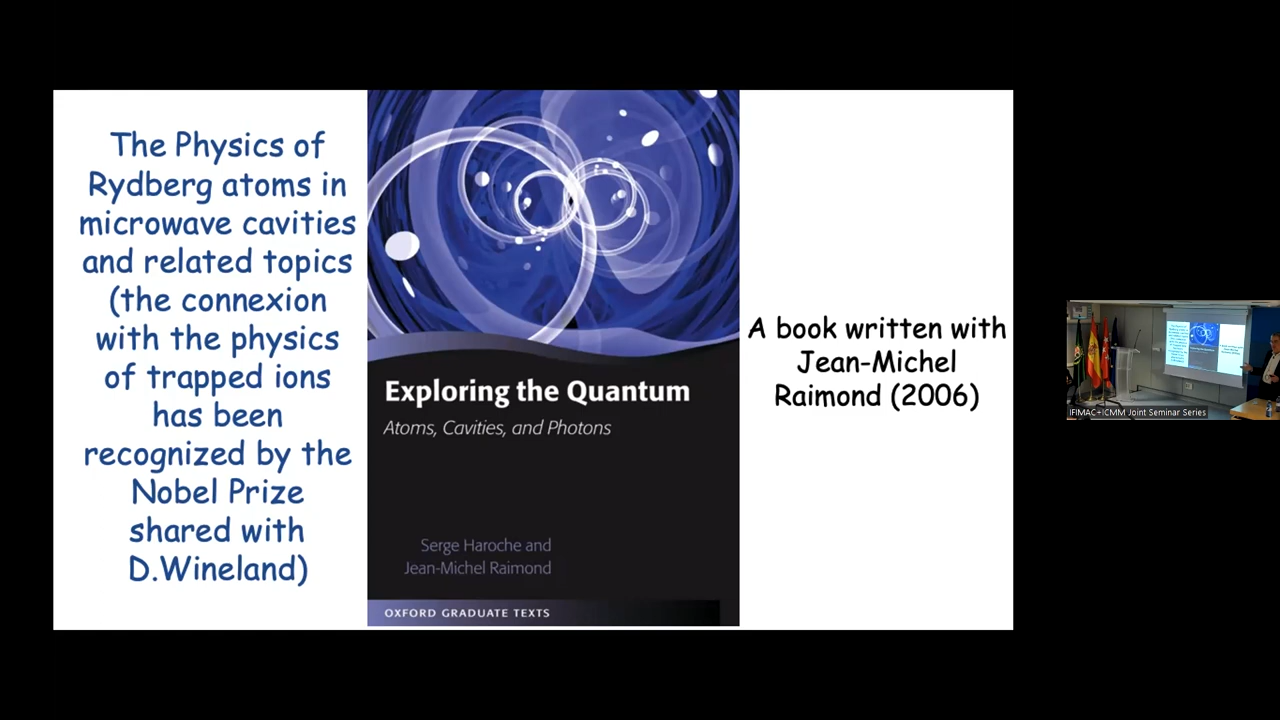 The Physics of
Rydberg atoms in
microwave cavities
and related topics
(the connexion
with the physics
of trapped ions
has been
recognized by the
Nobel Prize
shared with
D.Wineland)
Exploring the Quantum
Atoms, Cavities, and Photons
Serge Haroche and
Jean-Michel Raimond
OXFORD GRADUATE TEXTS
A book written with
Jean-Michel
Raimond (2006)
IFIMAC+ICMM Joint Seminar Series